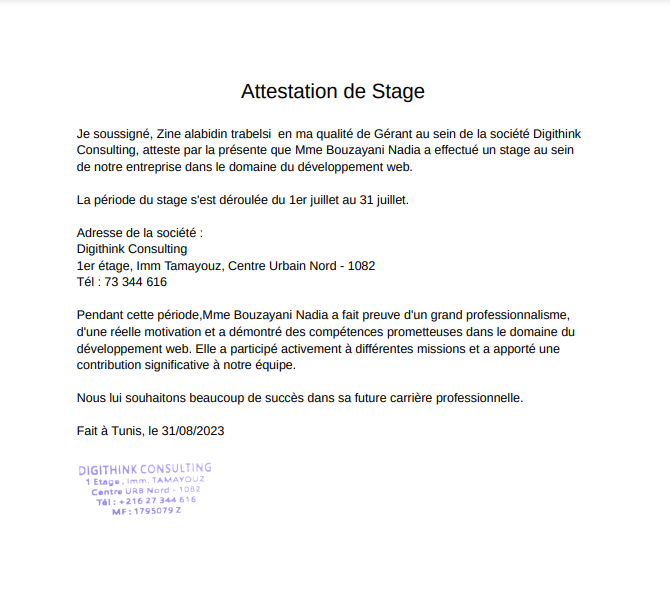 Attestation de Stage
Je soussigné, Zine alabidin trabelsi  en ma qualité de Gérant au sein de la société Digithink
Consulting, atteste par la présente que Mme Bouzayani Nadia a effectué un stage au sein
de notre entreprise dans le domaine du développement web.
La période du stage s'est déroulée du 1er juillet au 31 juillet.
Adresse de la société :
Digithink Consulting
1er étage, Imm Tamayouz, Centre Urbain Nord - 1082
Tél : 73 344 616
Pendant cette période,Mme Bouzayani Nadia a fait preuve d'un grand professionnalisme,
d'une réelle motivation et a démontré des compétences prometteuses dans le domaine du
développement web. Elle a participé activement à différentes missions et a apporté une
contribution significative à notre équipe.
Nous lui souhaitons beaucoup de succès dans sa future carrière professionnelle.
Fait à Tunis, le 31/08/2023
DIGITHINK CONSULTING
1 Etage , Imm. TAMAYOUZ
Centre URB Nord - 1082
Tél : +216 27 344 616
MF : 1795079 Z